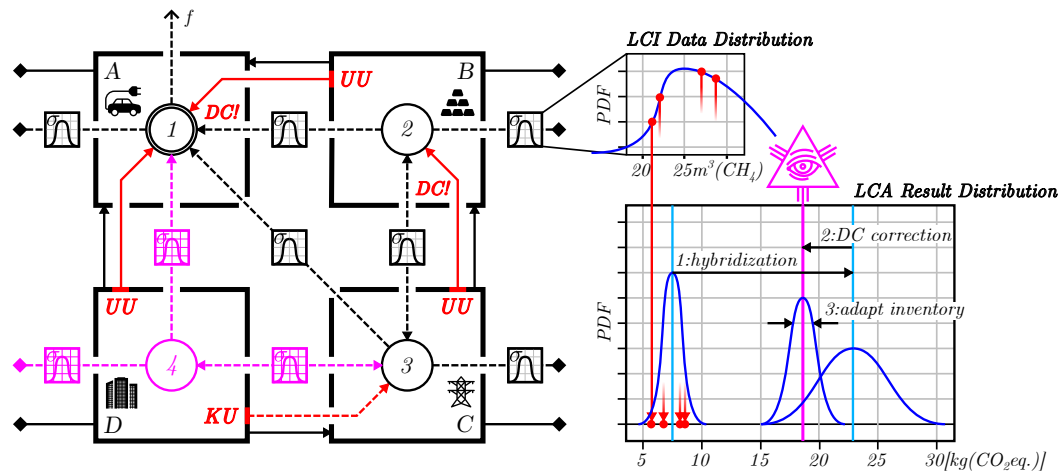 f
LCI Data Distribution
A
B
UU
σ
DC!
1
σ
2
σ
PDF
20
25m³(CH₄)
DC!
LCA Result Distribution
σ
σ
σ
2:DC correction
1:hybridization
UU
UU
PDF
3:adapt inventory
σ
4
σ
3
σ
KU
D
C
5
10
15
20
25
30[kg(CO₂eq.)]